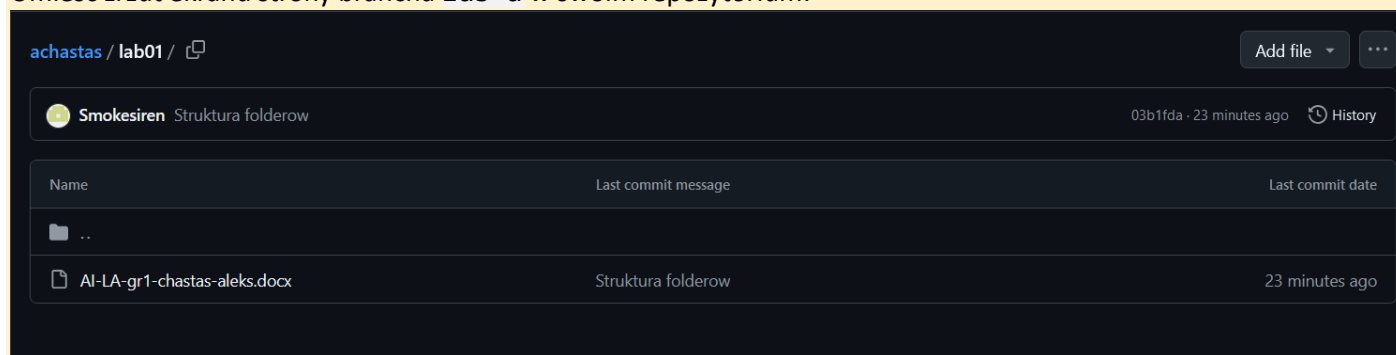 achastas / lab01 /
Add file
Smokesiren Struktura folderow
03b1fda · 23 minutes ago History
Name Last commit message Last commit date
..
AI-LA-gr1-chastas-aleks.docx Struktura folderow 23 minutes ago